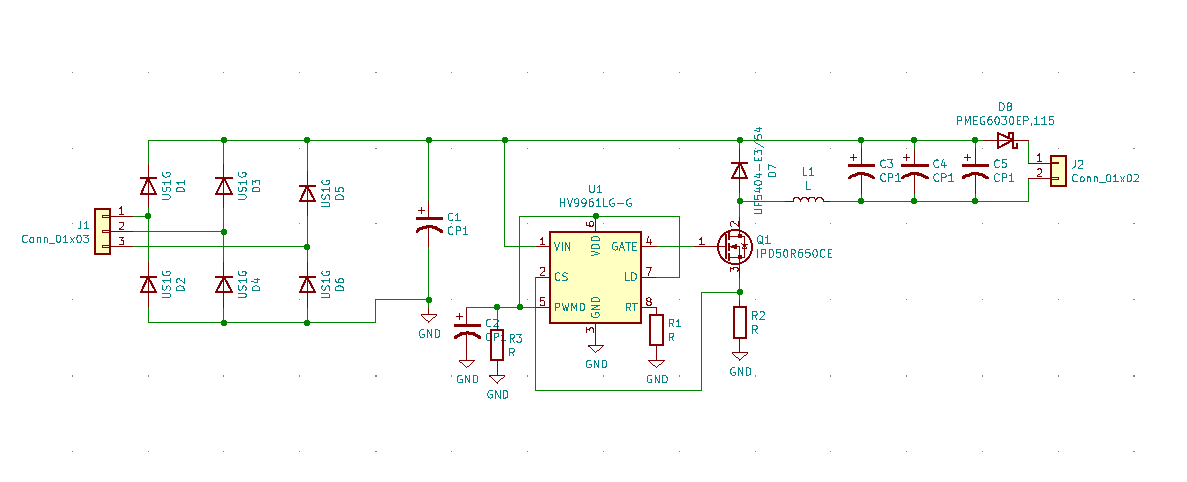 D8
PMEG6030EP,115
US1G
D1
US1G
D3
US1G
D5
UF5404-E3/54
D7
C3
CP1
C4
CP1
C5
CP1
1
2
J2
Conn_01x02
L1
L
U1
HV9961LG-G
J1
Conn_01x03
1
2
3
C1
CP1
6
1
VIN
VDD
GATE
4
1
2
Q1
IPD50R650CE
3
2
CS
LD
7
US1G
D2
US1G
D4
US1G
D6
5
PWMD
GND
RT
8
3
GND
C2
CP1
R3
R
R1
R
R2
R
GND
GND
GND
GND
GND